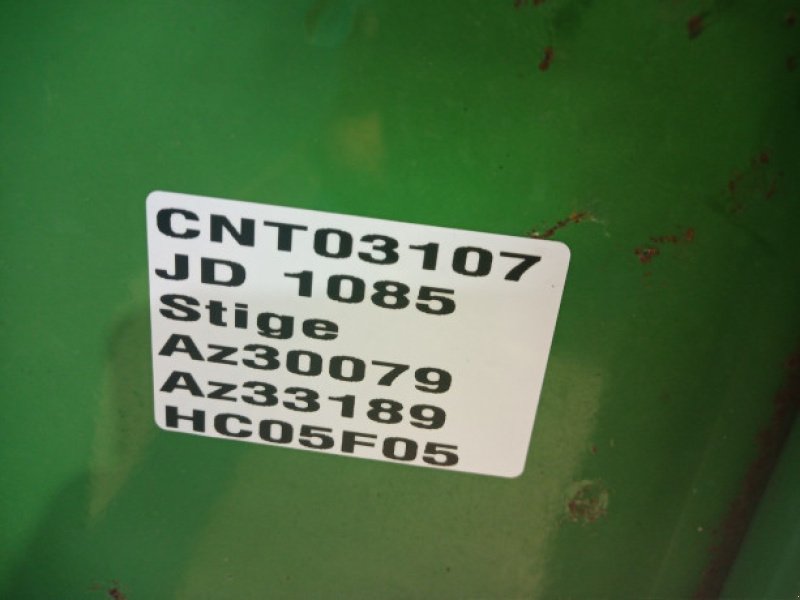 CNT03107
JD 1085
Stige
Az30079
Az33189
HC05F05